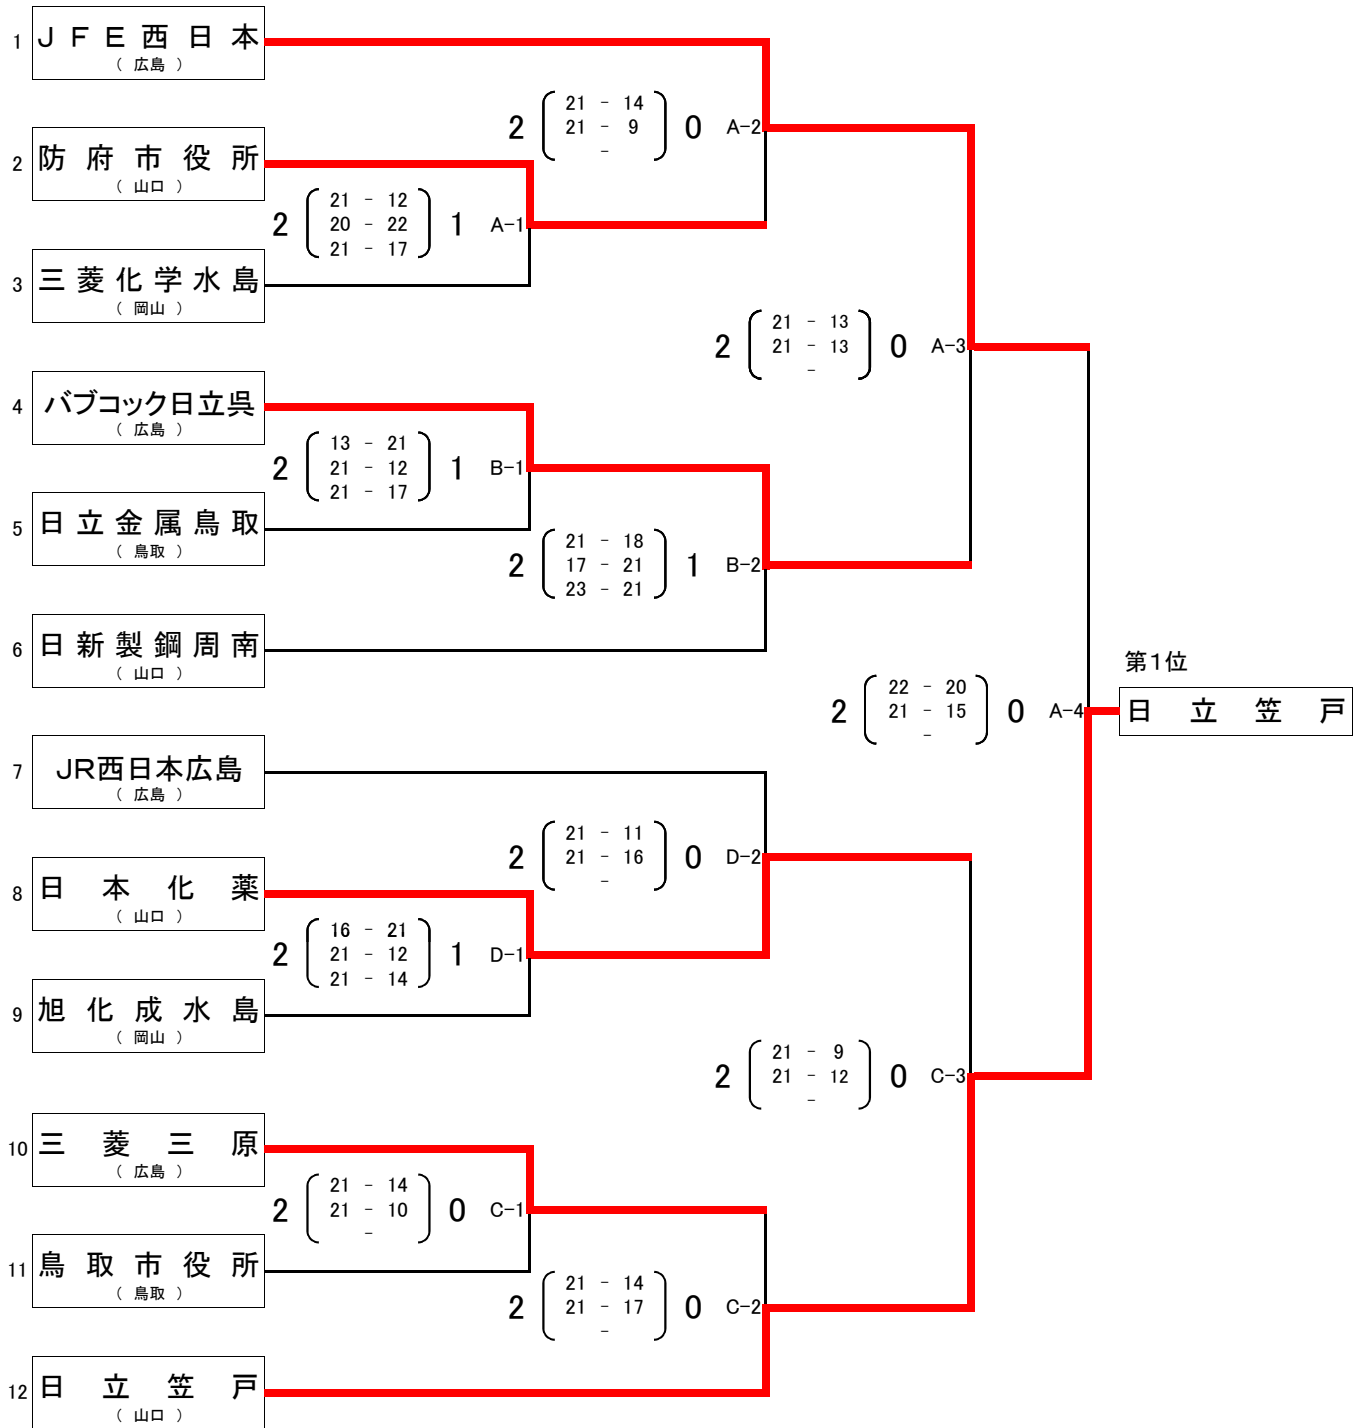 1 JFE西日本
（ 広島 ）
2 ( 21 - 14 ) 0 A-2
21 - 9
-
2 防府市役所
（ 山口 ）
2 ( 21 - 12 ) 1 A-1
20 - 22
21 - 17
3 三菱化学水島
（ 岡山 ）
2 ( 21 - 13 ) 0 A-3
21 - 13
-
4 バブコック日立呉
（ 広島 ）
2 ( 13 - 21 ) 1 B-1
21 - 12
21 - 17
5 日立金属鳥取
（ 鳥取 ）
2 ( 21 - 18 ) 1 B-2
17 - 21
23 - 21
6 日新製鋼周南
（ 山口 ）
第1位
2 ( 22 - 20 ) 0 A-4
21 - 15
-
日立笠戸
7 JR西日本広島
（ 広島 ）
2 ( 21 - 11 ) 0 D-2
21 - 16
-
8 日本化薬
（ 山口 ）
2 ( 16 - 21 ) 1 D-1
21 - 12
21 - 14
9 旭化成水島
（ 岡山 ）
2 ( 21 - 9 ) 0 C-3
21 - 12
-
10 三菱三原
（ 広島 ）
2 ( 21 - 14 ) 0 C-1
21 - 10
-
11 鳥取市役所
（ 鳥取 ）
2 ( 21 - 14 ) 0 C-2
21 - 17
-
12 日立笠戸
（ 山口 ）